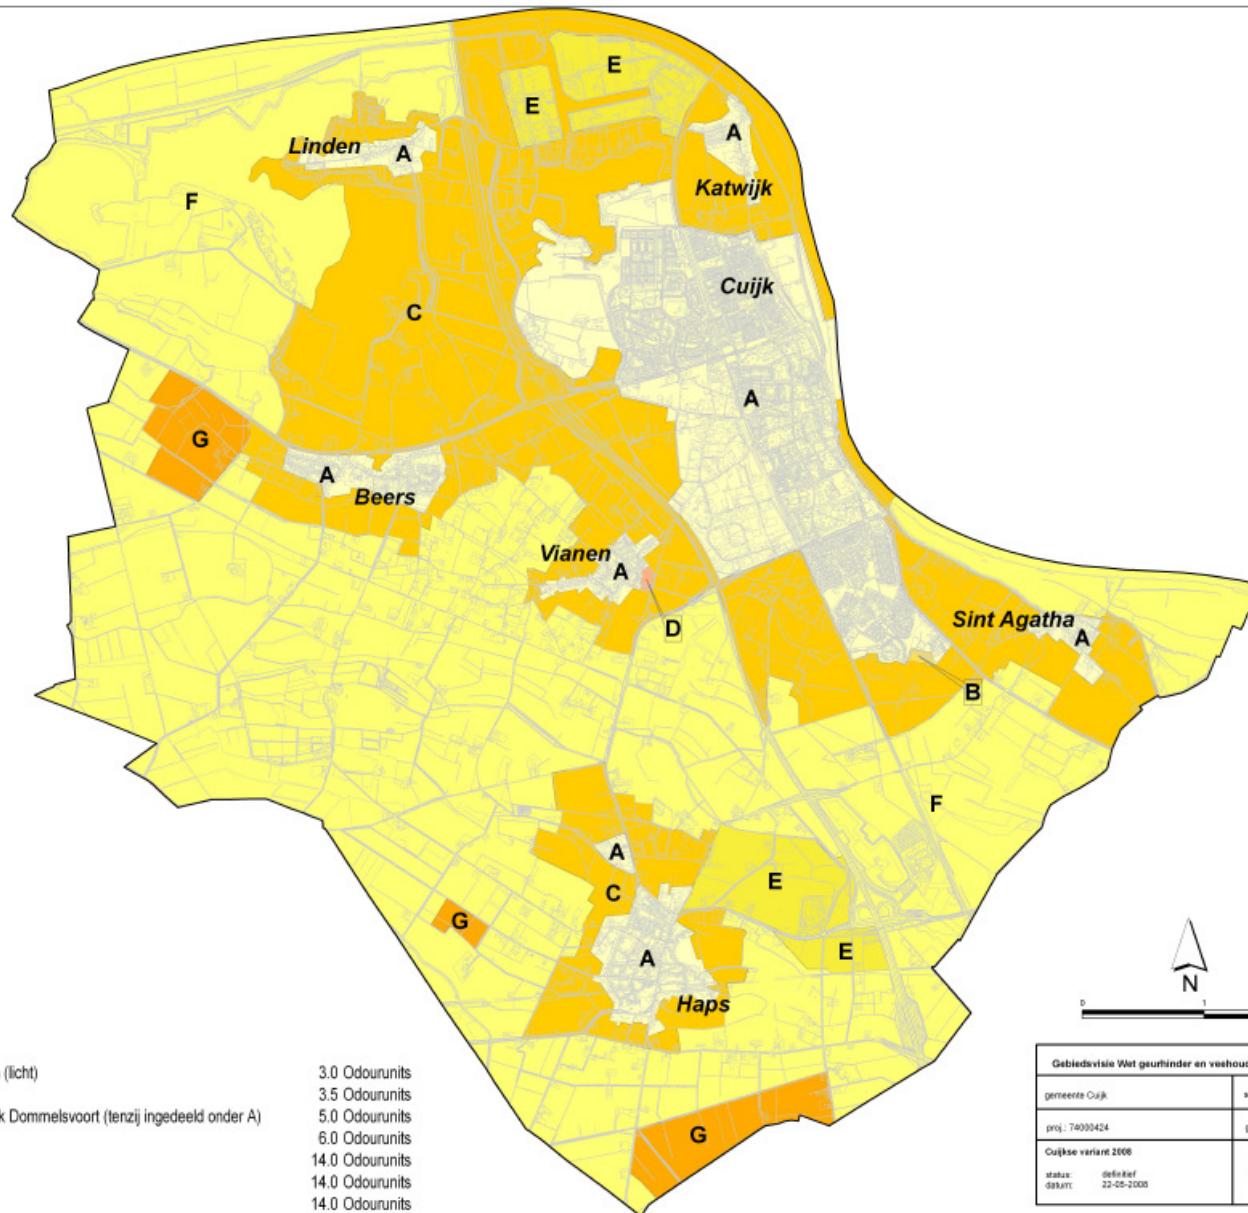 E
E
A
Linden
A
Katwijk
F
Cuijk
C
A
G
A
Beers
Vianen
A
D
Sint Agatha
A
B
F
A
E
C
G
E
A
Haps
N
0 1
G
(licht) 3.0 Odourunits
3.5 Odourunits
k Dommelsvoort (tenzij ingedeeld onder A) 5.0 Odourunits
6.0 Odourunits
14.0 Odourunits
14.0 Odourunits
14.0 Odourunits
Gebiedsvisie Wet geurhinder en veehoud
gemeente Cuijk
proj.: 74000424
Cuijkse variant 2008
status: definitief
datum: 22-05-2008